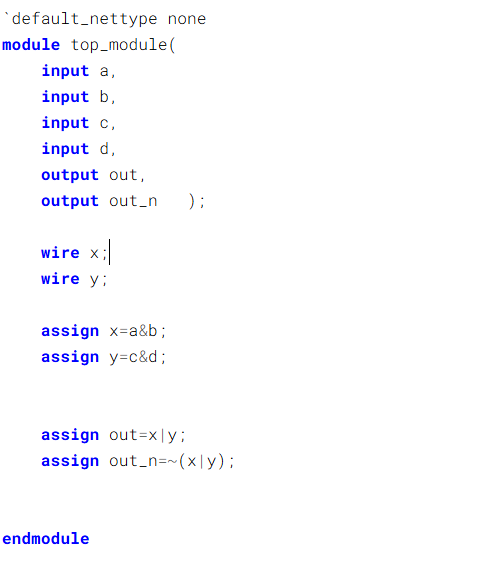 `default_nettype none
module top_module(
    input a,
    input b,
    input c,
    input d,
    output out,
    output out_n   );
    wire x;
    wire y;
    assign x=a&b;
    assign y=c&d;
    assign out=x|y;
    assign out_n=~(x|y);
endmodule